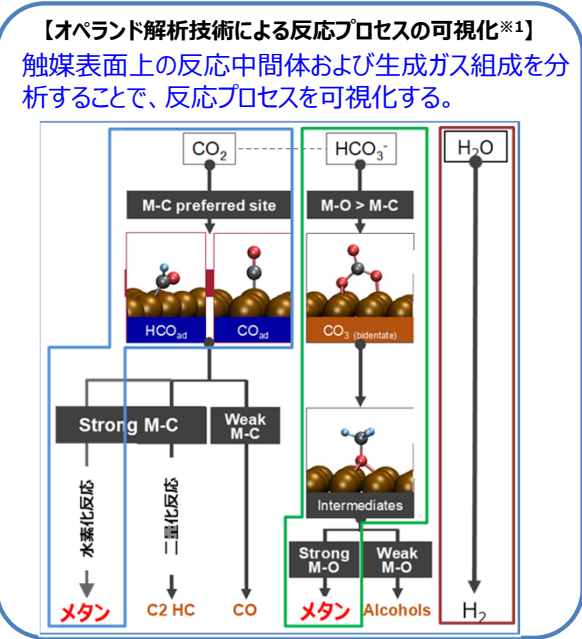 【オペランド解析技術による反応プロセスの可視化※1】
触媒表面上の反応中間体および生成ガス組成を分
析することで、反応プロセスを可視化する。
CO₂
HCO₃⁻
H₂O
M-C preferred site
M-O > M-C
HCOad
COad
CO₃ (bidentate)
Strong M-C
Weak
M-C
水素化反応
二量化反応
Intermediates
Strong
M-O
Weak
M-O
メタン
C2 HC
CO
メタン
Alcohols
H₂